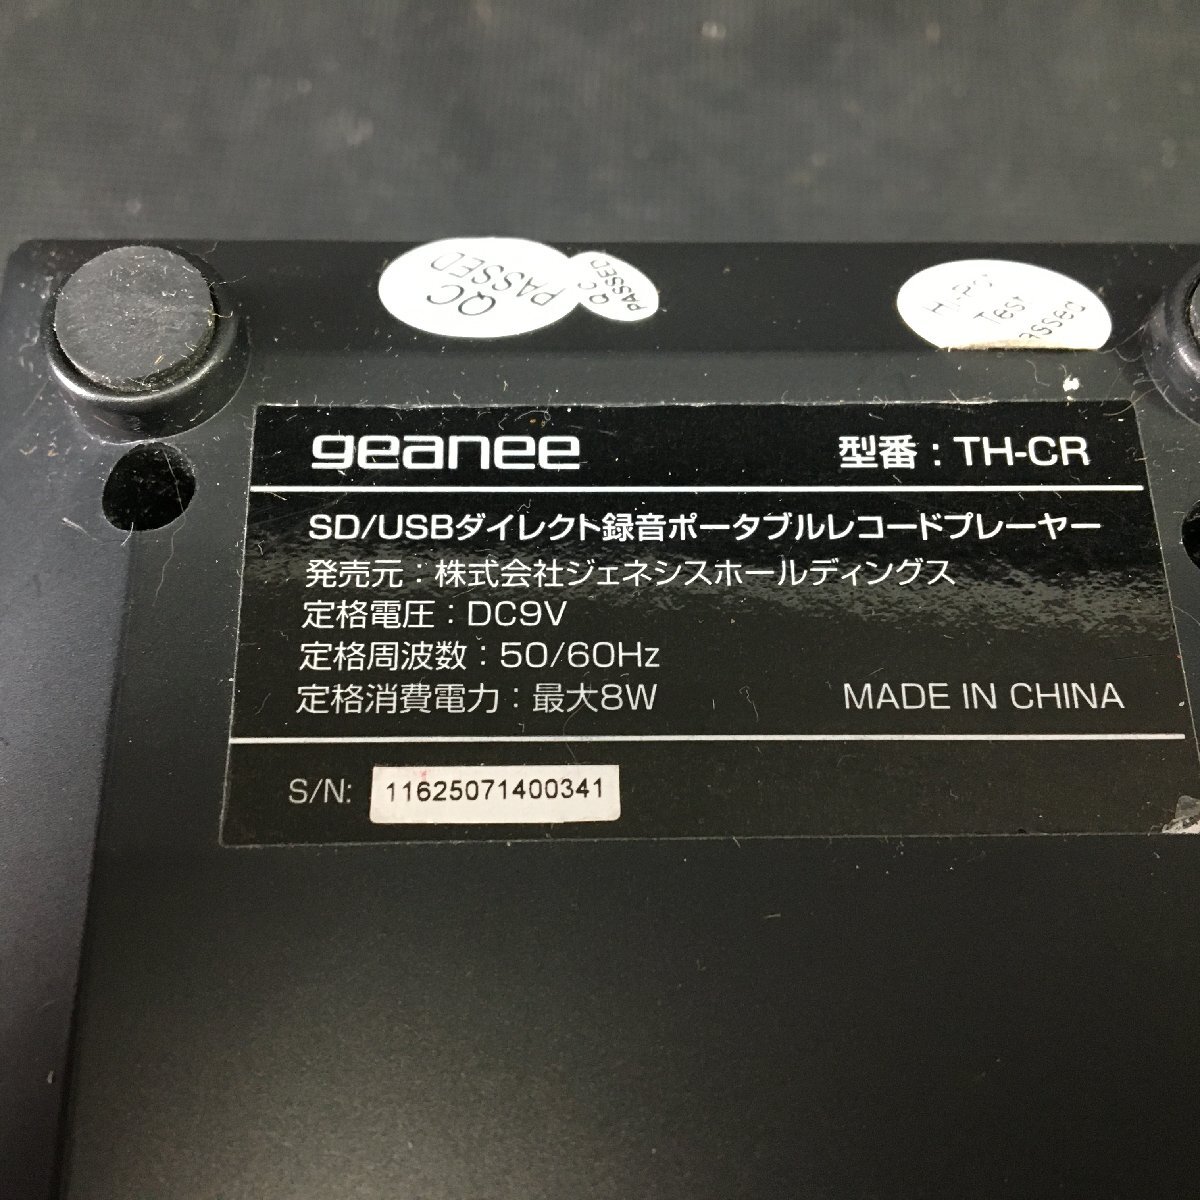 QC
PASSED
QC
PASSED
Test
geanee
型番：TH-CR
SD/USBダイレクト録音ポータブルレコードプレーヤー
発売元：株式会社ジェネシスホールディングス
定格電圧：DC9V
定格周波数：50/60Hz
定格消費電力：最大8W
MADE IN CHINA
S/N: 11625071400341